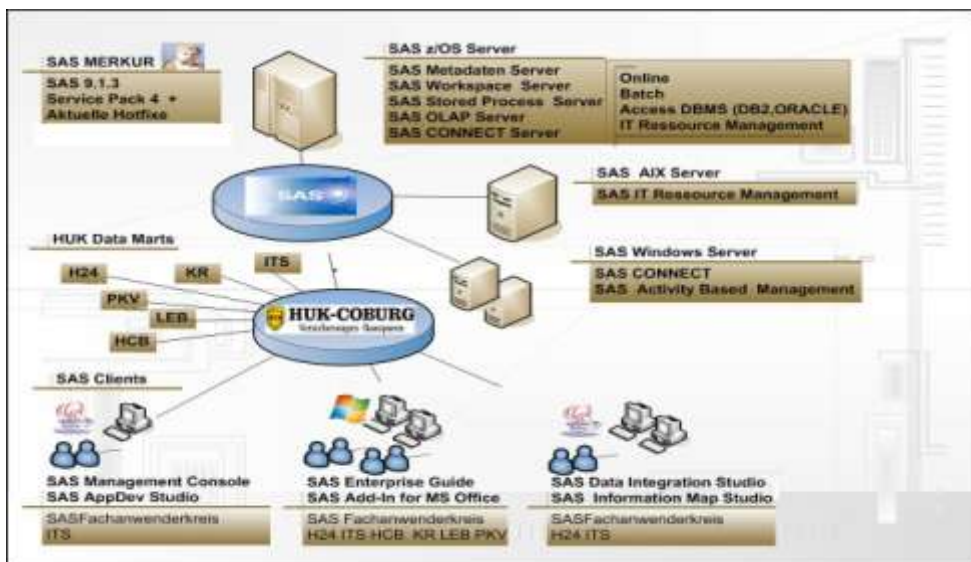 SAS MERKUR
SAS 9.1.3
Service Pack 4 +
Aktuelle Hotfixe
SAS z/OS Server
SAS Metadaten Server
SAS Workspace Server
SAS Stored Process Server
SAS OLAP Server
SAS CONNECT Server
Online
Batch
Access DBMS (DB2,ORACLE)
IT Ressource Management
SAS
SAS AIX Server
SAS IT Ressource Management
SAS Windows Server
SAS CONNECT
SAS Activity Based Management
HUK Data Marts
H24
KR
ITS
PKV
LEB
HCB
HUK-COBURG
SAS Clients
SAS Management Console
SAS AppDev Studio
SASFachanwenderkreis
ITS
SAS Enterprise Guide
SAS Add-In for MS Office
SAS Fachanwenderkreis
H24 ITS HCB KR LEB PKV
SAS Data Integration Studio
SAS Information Map Studio
SASFachanwenderkreis
H24 ITS